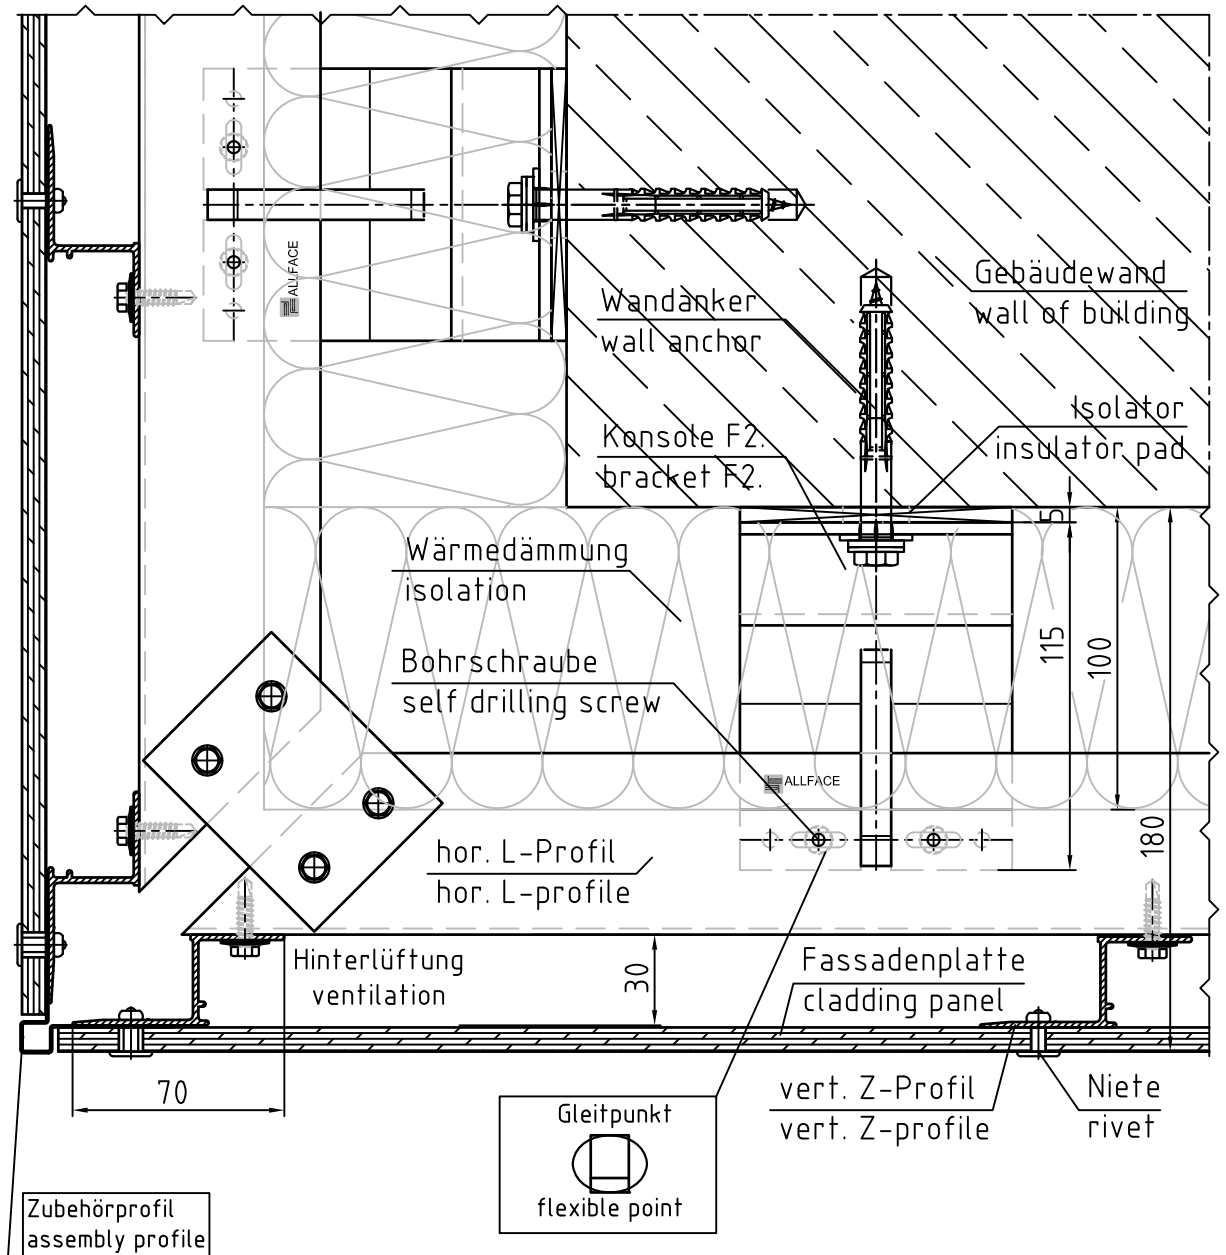 ALLFACE
Gebäudewand
wall of building
Wandanker
wall anchor
Isolator
insulator pad
Konsole F2.
bracket F2.
5
Wärmedämmung
isolation
115
100
Bohrschraube
self drilling screw
ALLFACE
180
hor. L-Profil
hor. L-profile
Hinterlüftung
ventilation
30
Fassadenplatte
cladding panel
70
vert. Z-Profil
vert. Z-profile
Niete
rivet
Gleitpunkt
flexible point
Zubehörprofil
assembly profile